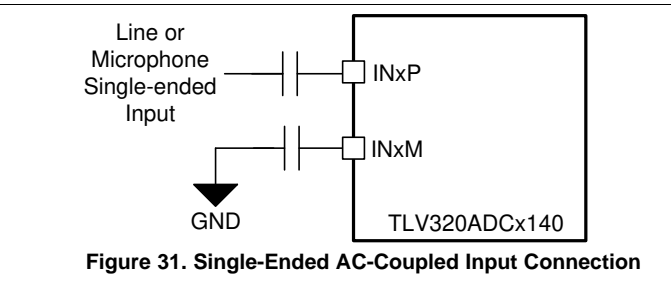 Line or
Microphone
Single-ended
Input
INxP
INxM
GND
TLV320ADCx140
Figure 31. Single-Ended AC-Coupled Input Connection